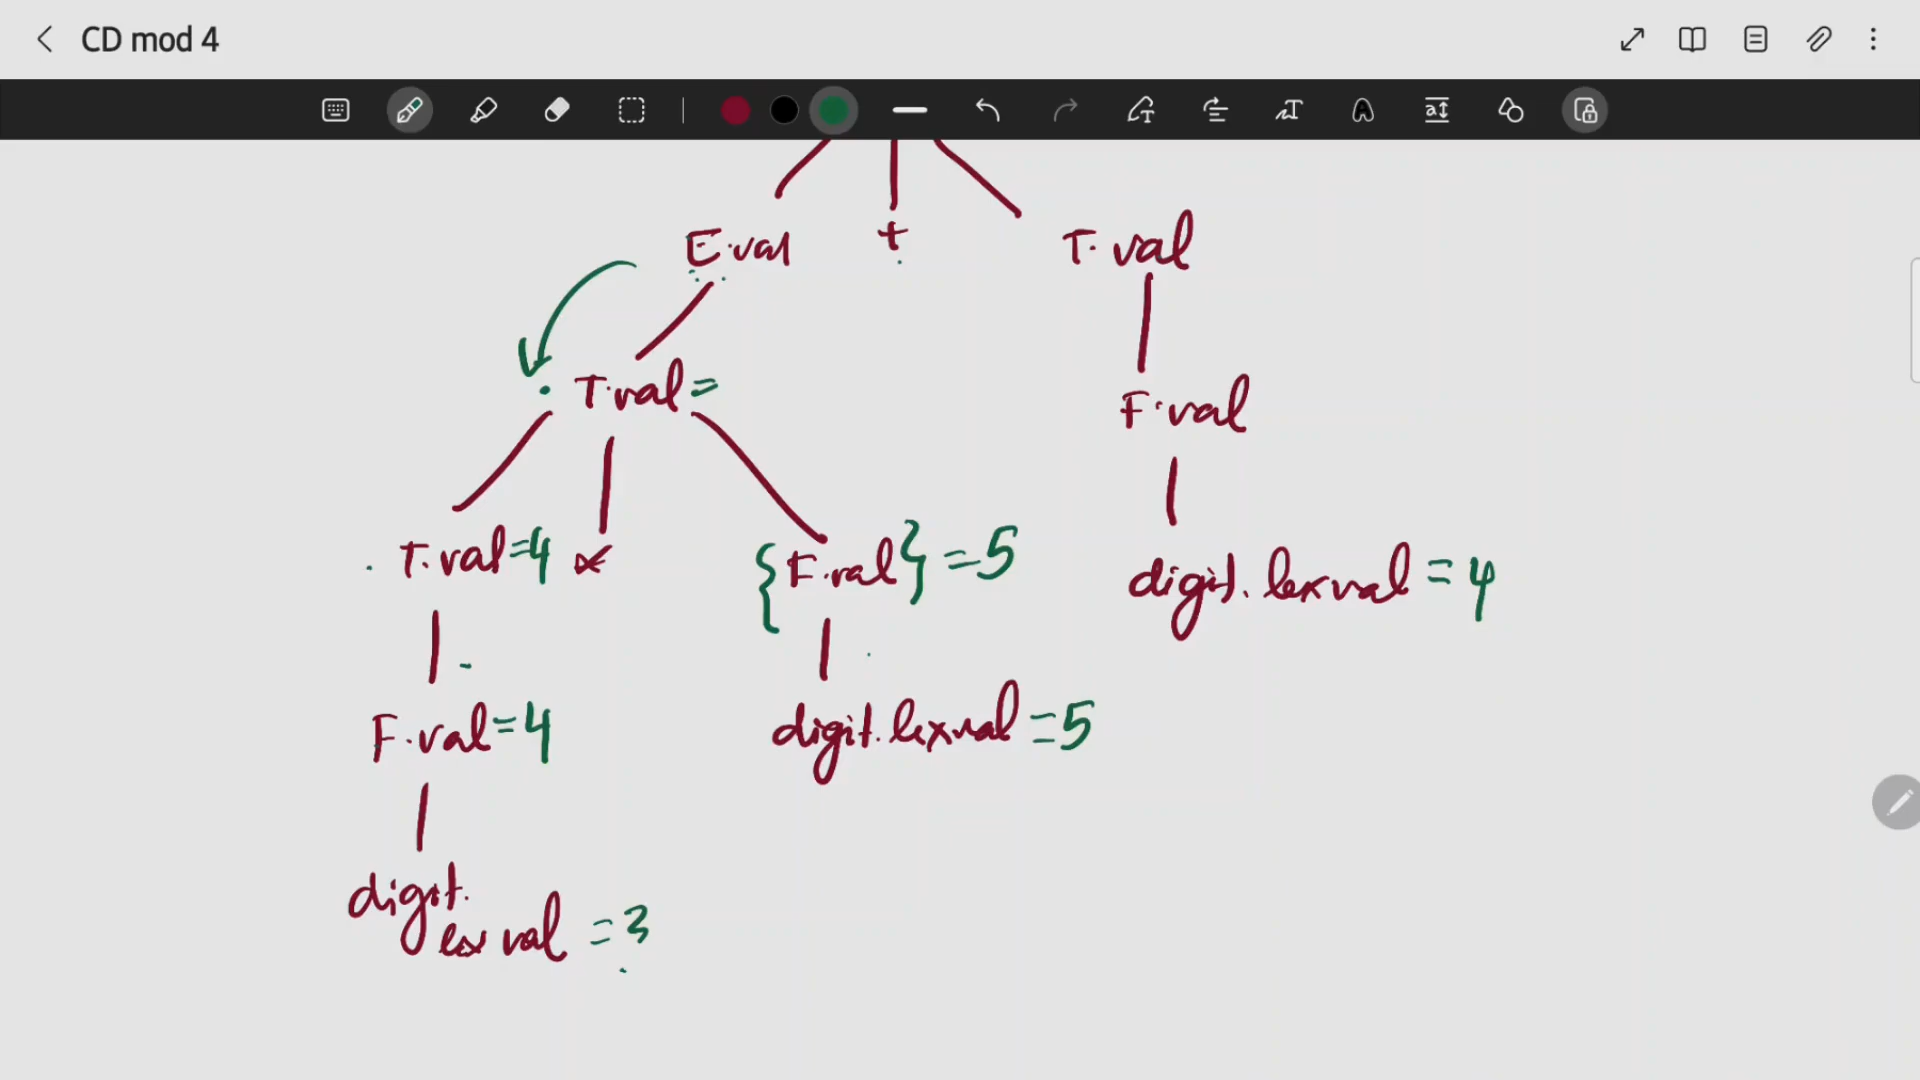 CD mod 4
E.val + T.val
T.val =
F.val
T.val = 4 * {F.val} = 5
digit.lexval = 4
F.val = 4
digit.lexval = 5
digit.
lexval = 3